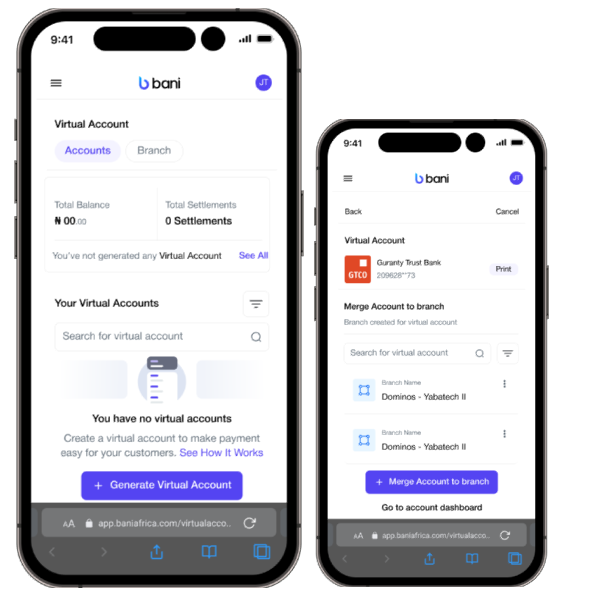 9:41
bani
JT
Virtual Account
Accounts
Branch
Total Balance
Total Settlements
₦ 00.00
0 Settlements
You've not generated any Virtual Account
See All
Your Virtual Accounts
Search for virtual account
You have no virtual accounts
Create a virtual account to make payment
easy for your customers. See How It Works
+ Generate Virtual Account
AA
app.baniafrica.com/virtualacco..
9:41
bani
JT
Back
Cancel
Virtual Account
GTCO
Guranty Trust Bank
209628**73
Print
Merge Account to branch
Branch created for virtual account
Search for virtual account
Branch Name
Dominos - Yabatech II
Branch Name
Dominos - Yabatech II
+ Merge Account to branch
Go to account dashboard
AA
app.baniafrica.com/virtualacco..